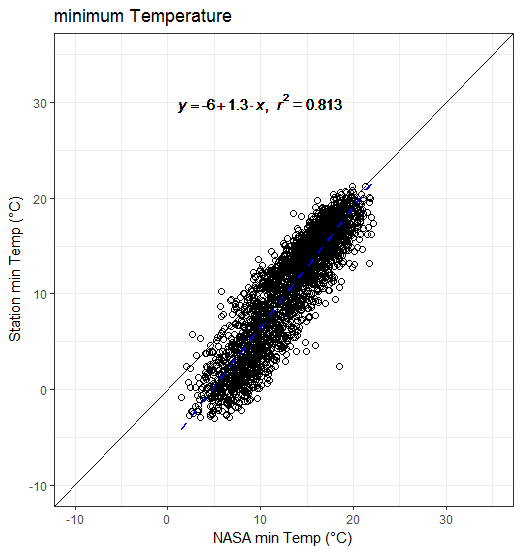 minimum Temperature
y = -6 + 1.3 · x, r² = 0.813
Station min Temp (°C)
30
20
10
0
-10
-10 0 10 20 30
NASA min Temp (°C)